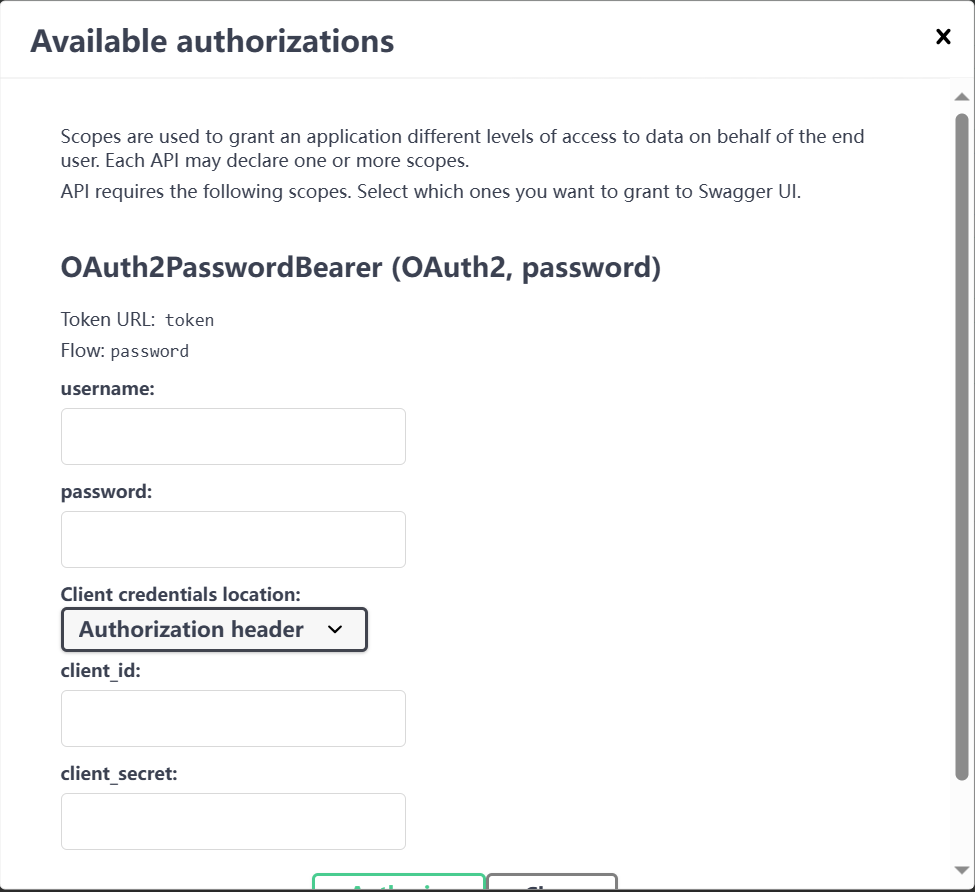 Available authorizations
Scopes are used to grant an application different levels of access to data on behalf of the end
user. Each API may declare one or more scopes.
API requires the following scopes. Select which ones you want to grant to Swagger UI.
OAuth2PasswordBearer (OAuth2, password)
Token URL: token
Flow: password
username:
password:
Client credentials location:
Authorization header
client_id:
client_secret: